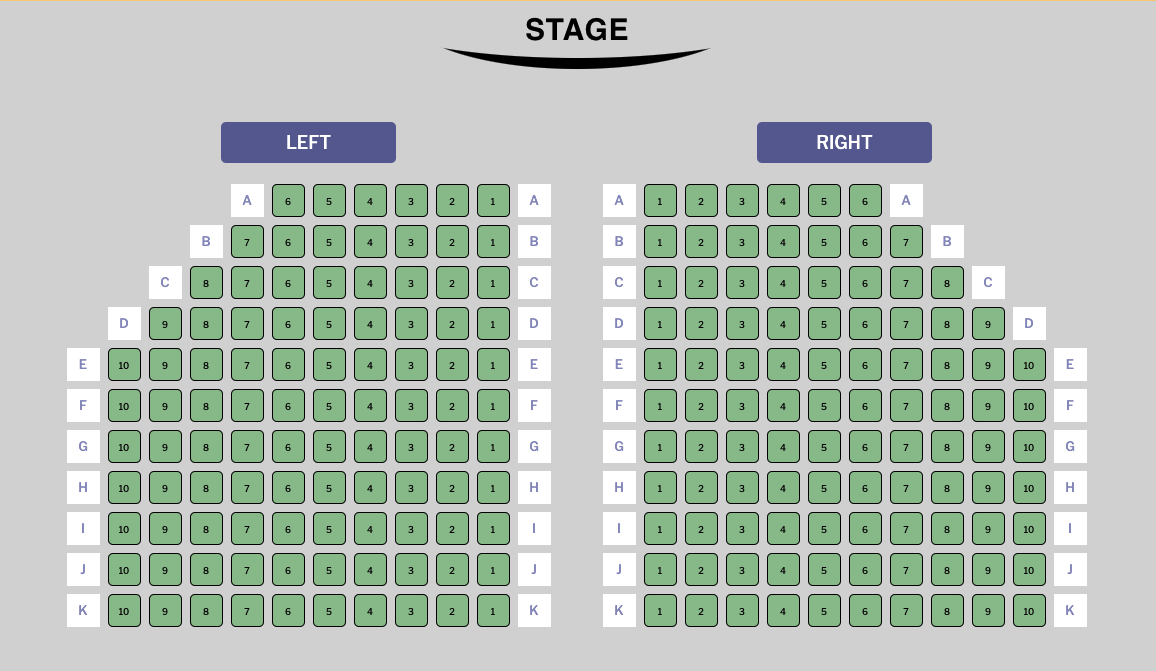 STAGE
LEFT RIGHT
A 6 5 4 3 2 1 A A 1 2 3 4 5 6 A
B 7 6 5 4 3 2 1 B B 1 2 3 4 5 6 7 B
C 8 7 6 5 4 3 2 1 C C 1 2 3 4 5 6 7 8 C
D 9 8 7 6 5 4 3 2 1 D D 1 2 3 4 5 6 7 8 9 D
E 10 9 8 7 6 5 4 3 2 1 E E 1 2 3 4 5 6 7 8 9 10 E
F 10 9 8 7 6 5 4 3 2 1 F F 1 2 3 4 5 6 7 8 9 10 F
G 10 9 8 7 6 5 4 3 2 1 G G 1 2 3 4 5 6 7 8 9 10 G
H 10 9 8 7 6 5 4 3 2 1 H H 1 2 3 4 5 6 7 8 9 10 H
I 10 9 8 7 6 5 4 3 2 1 I I 1 2 3 4 5 6 7 8 9 10 I
J 10 9 8 7 6 5 4 3 2 1 J J 1 2 3 4 5 6 7 8 9 10 J
K 10 9 8 7 6 5 4 3 2 1 K K 1 2 3 4 5 6 7 8 9 10 K